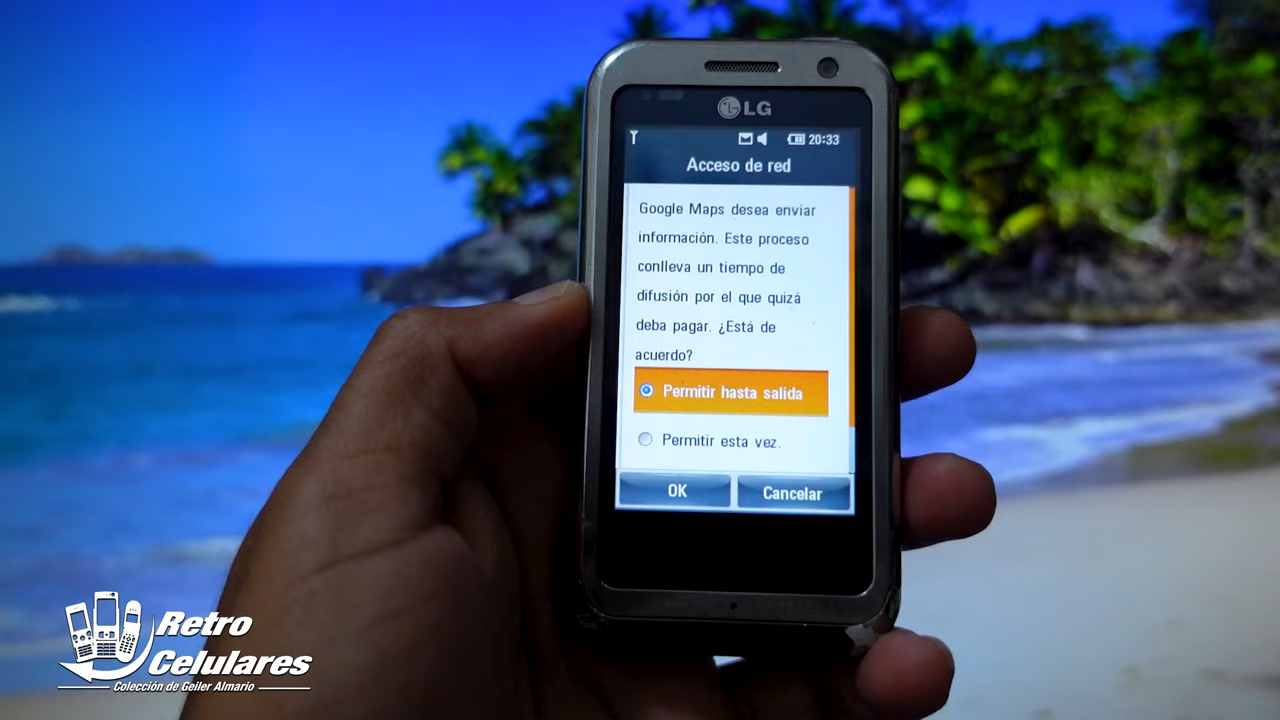 LG
20:33
Acceso de red
Google Maps desea enviar
información. Este proceso
conlleva un tiempo de
difusión por el que quizá
deba pagar. ¿Está de
acuerdo?
Permitir hasta salida
Permitir esta vez.
OK Cancelar
Retro
Celulares
Colección de Geiler Almario